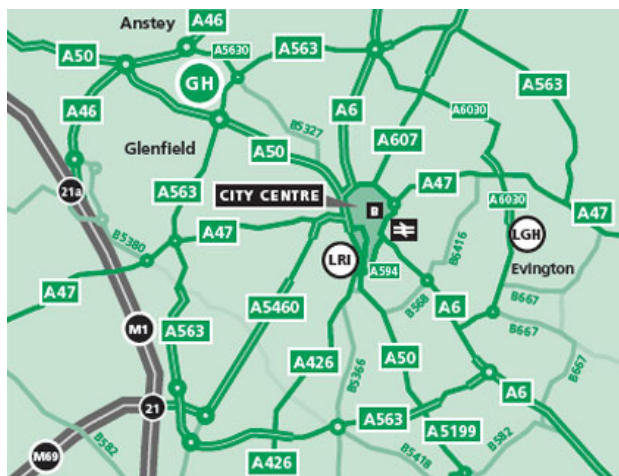 Anstey
A46
A50
A5630
A563
A46
GH
A6
A563
A6030
B5327
A607
Glenfield
A50
21a
A563
CITY CENTRE
B
A47
A6030
A47
A47
B5380
LRI
A594
B6416
LGH
Evington
A47
A5460
B568
A6
B667
M1
A563
A426
B5366
A50
B667
B667
21
A563
A6
M69
B582
A426
B5418
A5199
B582